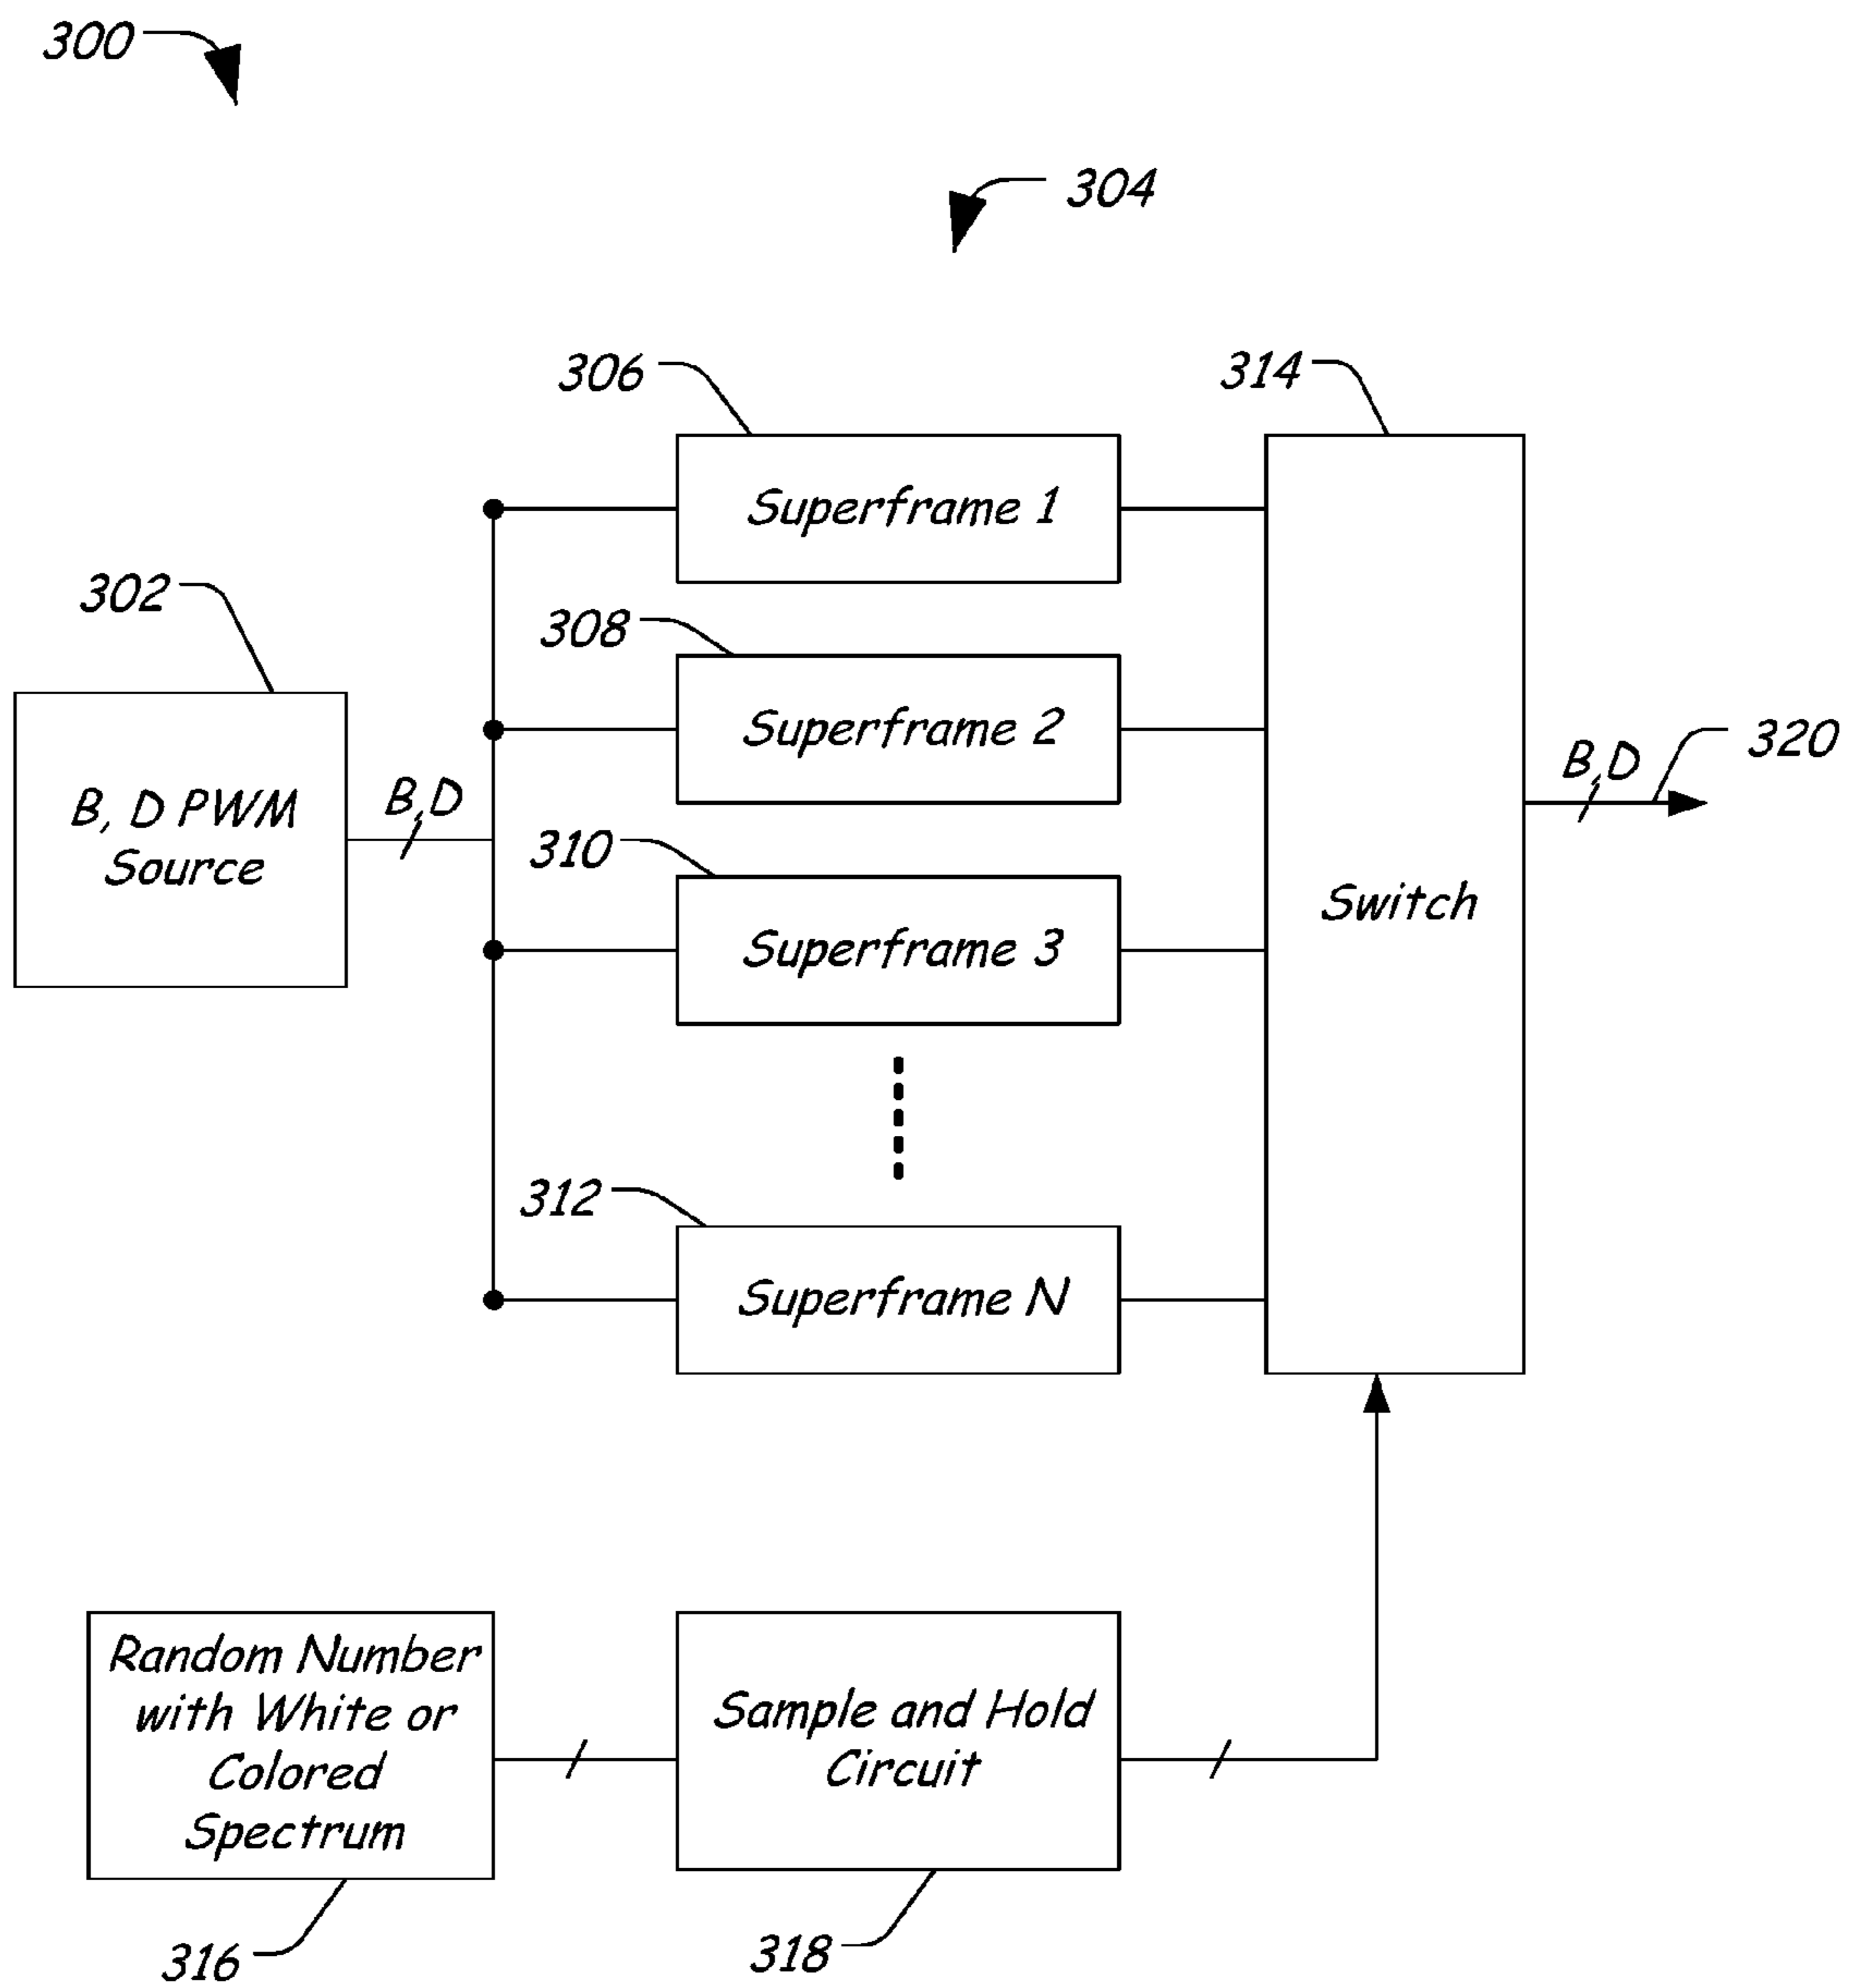 300
304
306
314
Superframe 1
302
308
Superframe 2
320
B,D
B, D PWM
Source
B,D
310
Superframe 3
Switch
312
Superframe N
Random Number
with White or
Colored
Spectrum
Sample and Hold
Circuit
316
318